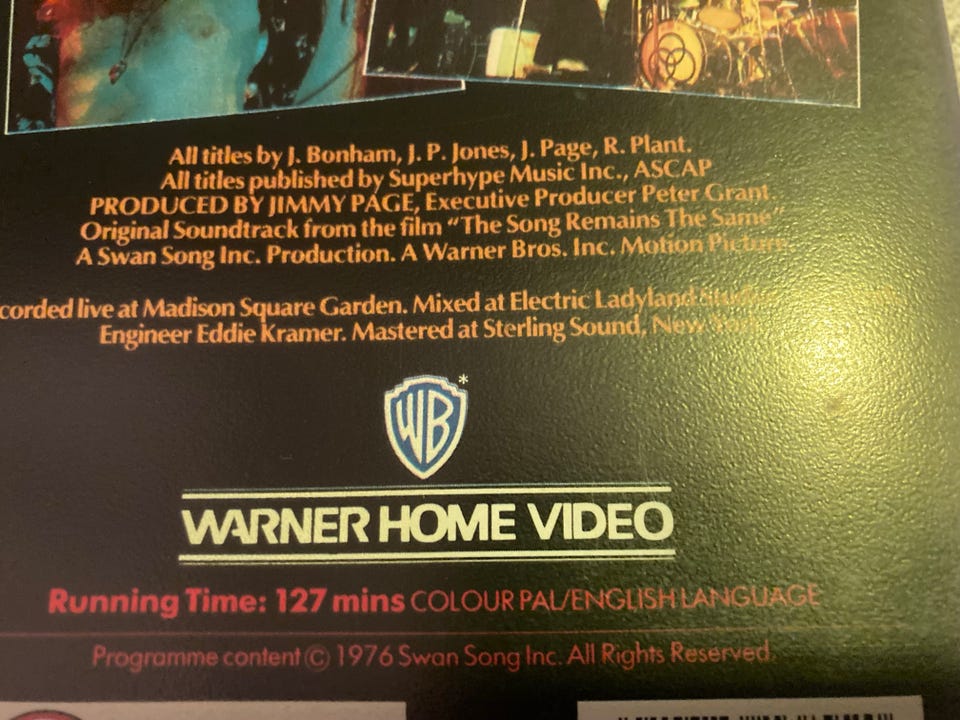 All titles by J. Bonham, J. P. Jones, J. Page, R. Plant.
All titles published by Superhype Music Inc., ASCAP
PRODUCED BY JIMMY PAGE, Executive Producer Peter Grant.
Original Soundtrack from the film "The Song Remains The Same"
A Swan Song Inc. Production. A Warner Bros. Inc. Motion Picture.
corded live at Madison Square Garden. Mixed at Electric Ladyland
Engineer Eddie Kramer. Mastered at Sterling Sound, New York.
WB*
WARNER HOME VIDEO
Running Time: 127 mins COLOUR PAL/ENGLISH LANGUAGE
Programme content © 1976 Swan Song Inc. All Rights Reserved.